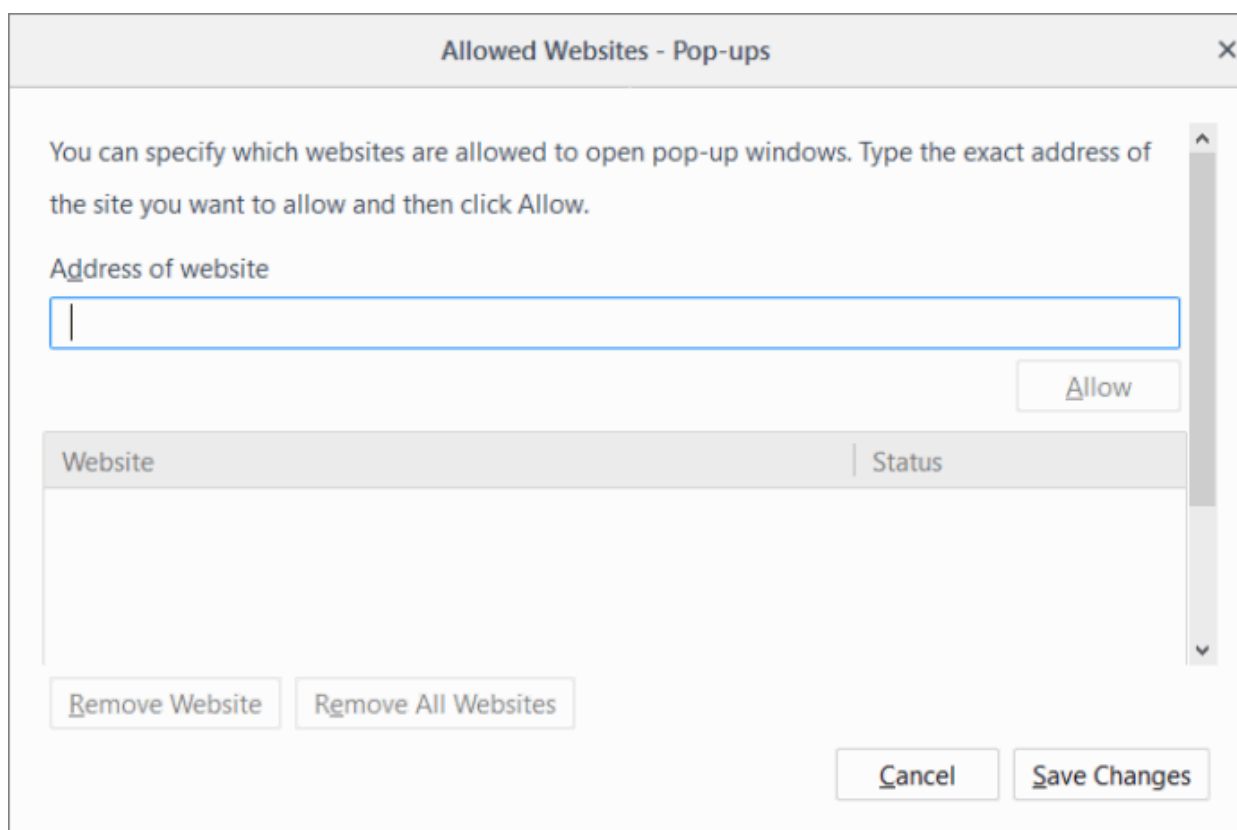 Allowed Websites - Pop-ups
You can specify which websites are allowed to open pop-up windows. Type the exact address of
the site you want to allow and then click Allow.
Address of website
Allow
Website Status
Remove Website Remove All Websites
Cancel Save Changes